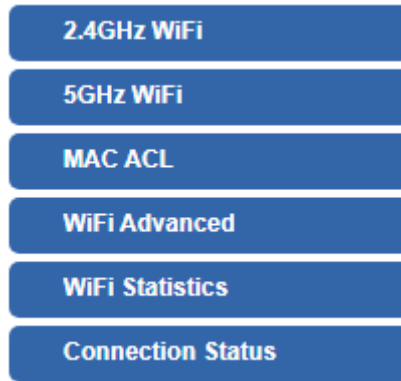 2.4GHz WiFi
5GHz WiFi
MAC ACL
WiFi Advanced
WiFi Statistics
Connection Status